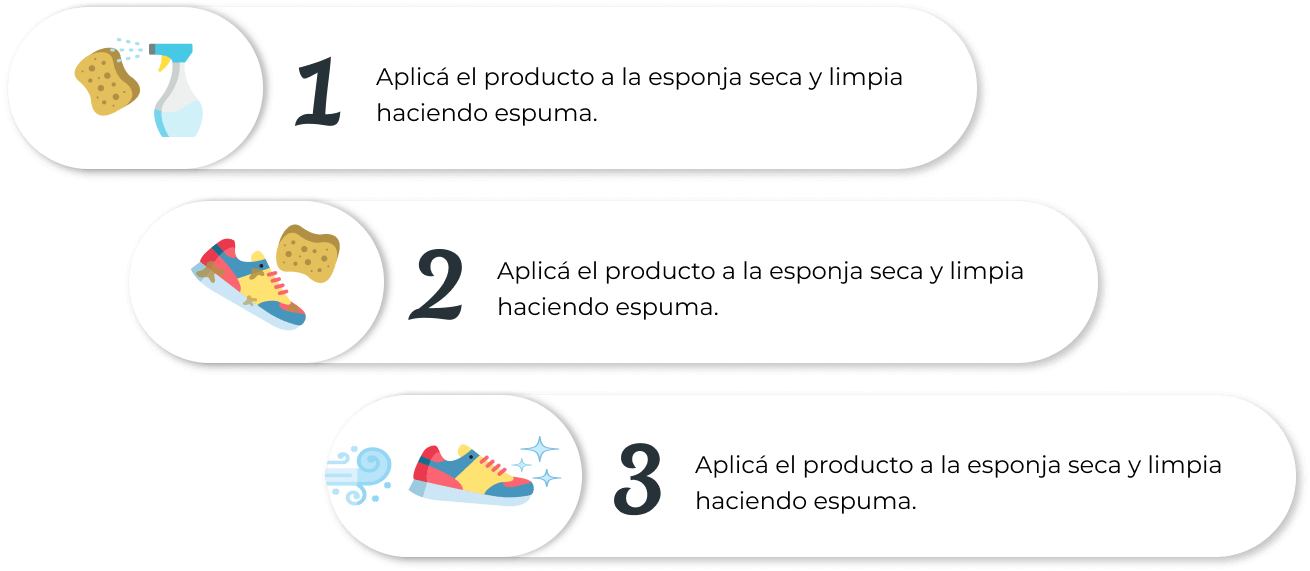 1
Aplicá el producto a la esponja seca y limpia
haciendo espuma.
2
Aplicá el producto a la esponja seca y limpia
haciendo espuma.
3
Aplicá el producto a la esponja seca y limpia
haciendo espuma.